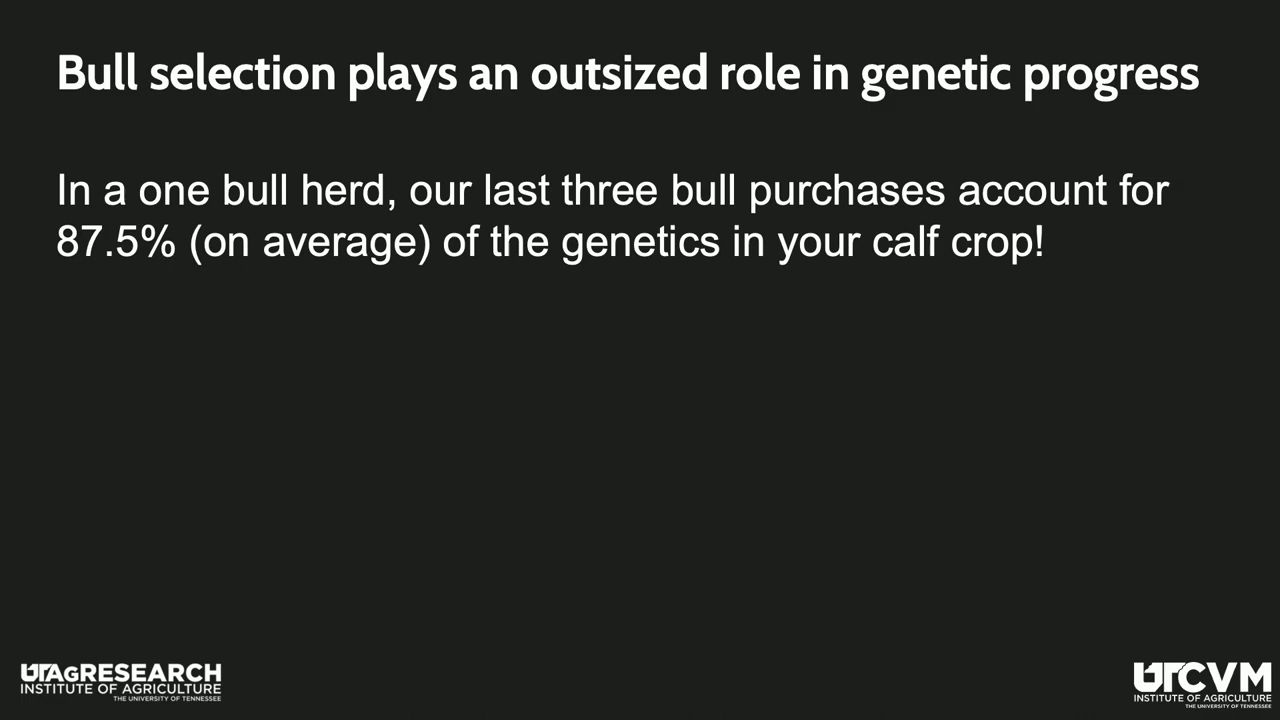 Bull selection plays an outsized role in genetic progress
In a one bull herd, our last three bull purchases account for
87.5% (on average) of the genetics in your calf crop!
UTAGRESEARCH
INSTITUTE OF AGRICULTURE
THE UNIVERSITY OF TENNESSEE
UTCVM
INSTITUTE OF AGRICULTURE
THE UNIVERSITY OF TENNESSEE